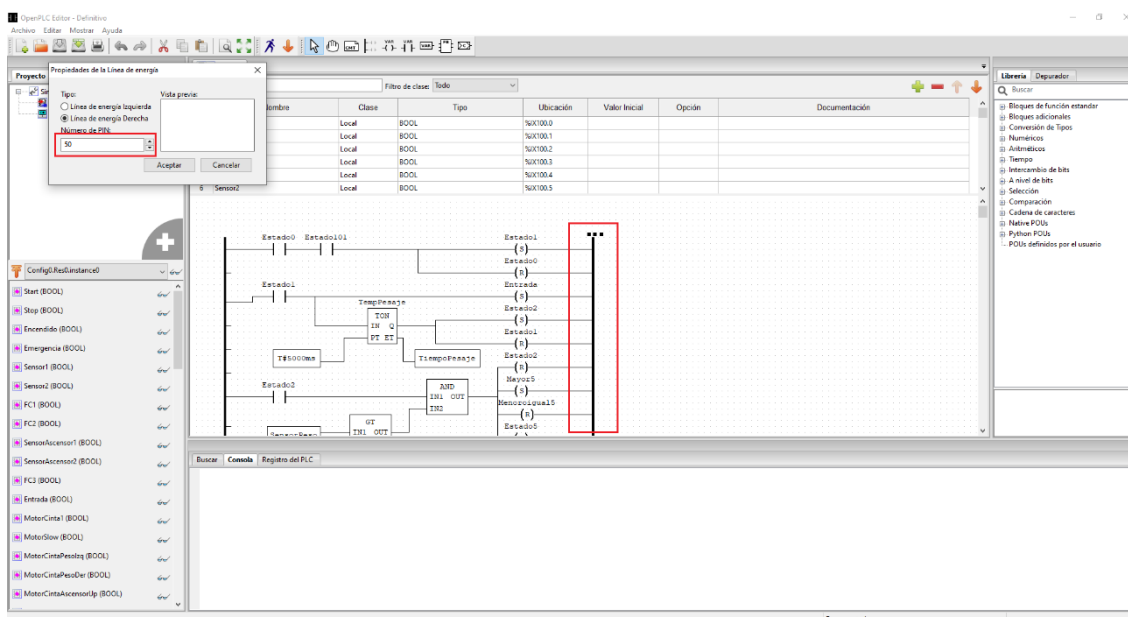 OpenPLC Editor - Definitivo
Archivo Editar Mostrar Ayuda
Proyecto
Propiedades de la Línea de energía
Tipo:
Vista previa:
Línea de energía Izquierda
Línea de energía Derecha
Número de PIN:
50
Aceptar Cancelar
Filtro de clase: Todo
Clase Tipo Ubicación Valor Inicial Opción Documentación
Local BOOL %IX100.0
Local BOOL %IX100.1
Local BOOL %IX100.2
Local BOOL %IX100.3
Local BOOL %IX100.4
6 Sensor2 Local BOOL %IX100.5
Librería Depurador
Buscar
Bloques de función estandar
Bloques adicionales
Conversión de Tipos
Numéricos
Aritméticos
Tiempo
Intercambio de bits
A nivel de bits
Selección
Comparación
Cadena de caracteres
Native POUs
Python POUs
POUs definidos por el usuario
Config0.Res0.instance0
Start (BOOL)
Stop (BOOL)
Encendido (BOOL)
Emergencia (BOOL)
Sensor1 (BOOL)
Sensor2 (BOOL)
FC1 (BOOL)
FC2 (BOOL)
SensorAscensor1 (BOOL)
SensorAscensor2 (BOOL)
FC3 (BOOL)
Entrada (BOOL)
MotorCinta1 (BOOL)
MotorSlow (BOOL)
MotorCintaPesoIzq (BOOL)
MotorCintaPesoDer (BOOL)
MotorCintaAscensorUp (BOOL)
Estado0 Estado101 Estado1
(S)
Estado0
(R)
Estado1 Entrada
(S)
TempPesaje
Estado2
TON
(S)
IN Q
Estado1
PT ET
(R)
T#5000ms TiempoPesaje
Estado2
(R)
Estado2 AND Mayor5
IN1 OUT
(S)
IN2
Menoroigual5
(R)
GT
Estado5
IN1 OUT
Buscar Consola Registro del PLC